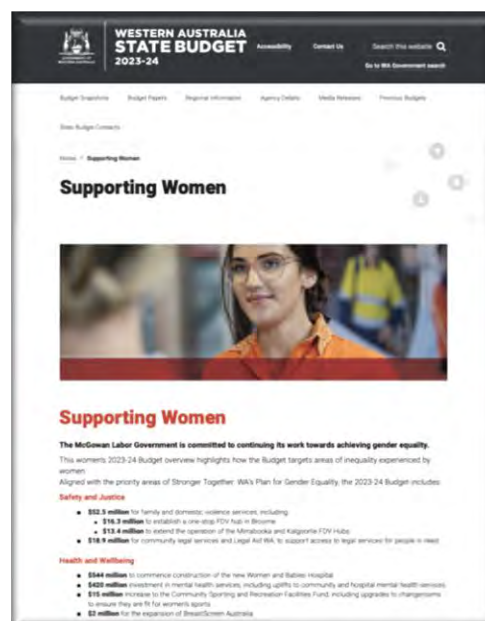 WESTERN AUSTRALIA
STATE BUDGET
2023-24
Accessibility Contact Us Search this website
Go to WA Government search
Budget Snapshots Budget Papers Regional Information Agency Details Media Releases Previous Budgets
State Budget Contacts
Home / Supporting Women
Supporting Women
Supporting Women
The McGowan Labor Government is committed to continuing its work towards achieving gender equality.
This women's 2023-24 Budget overview highlights how the Budget targets areas of inequality experienced by
women
Aligned with the priority areas of Stronger Together: WA's Plan for Gender Equality, the 2023-24 Budget includes:
Safety and Justice
$52.5 million for family and domestic violence services, including:
$16.3 million to establish a one-stop FDV hub in Broome
$13.4 million to extend the operation of the Mirrabooka and Kalgoorlie FDV Hubs
$18.9 million for community legal services and Legal Aid WA, to support access to legal services for people in need
Health and Wellbeing
$544 million to commence construction of the new Women and Babies Hospital
$420 million investment in mental health services, including uplifts to community and hospital mental health services
$15 million increase to the Community Sporting and Recreation Facilities Fund, including upgrades to changerooms
to ensure they are fit for women's sports
$2 million for the expansion of BreastScreen Australia